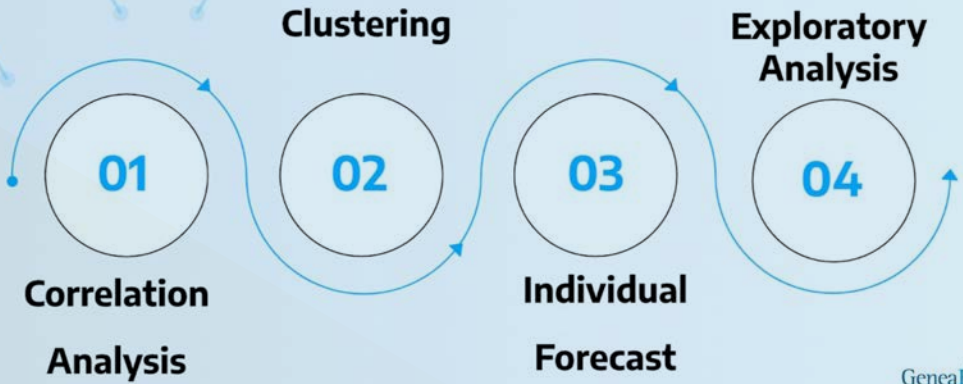 01
Correlation
Analysis
Clustering
02
03
Individual
Forecast
Exploratory
Analysis
04